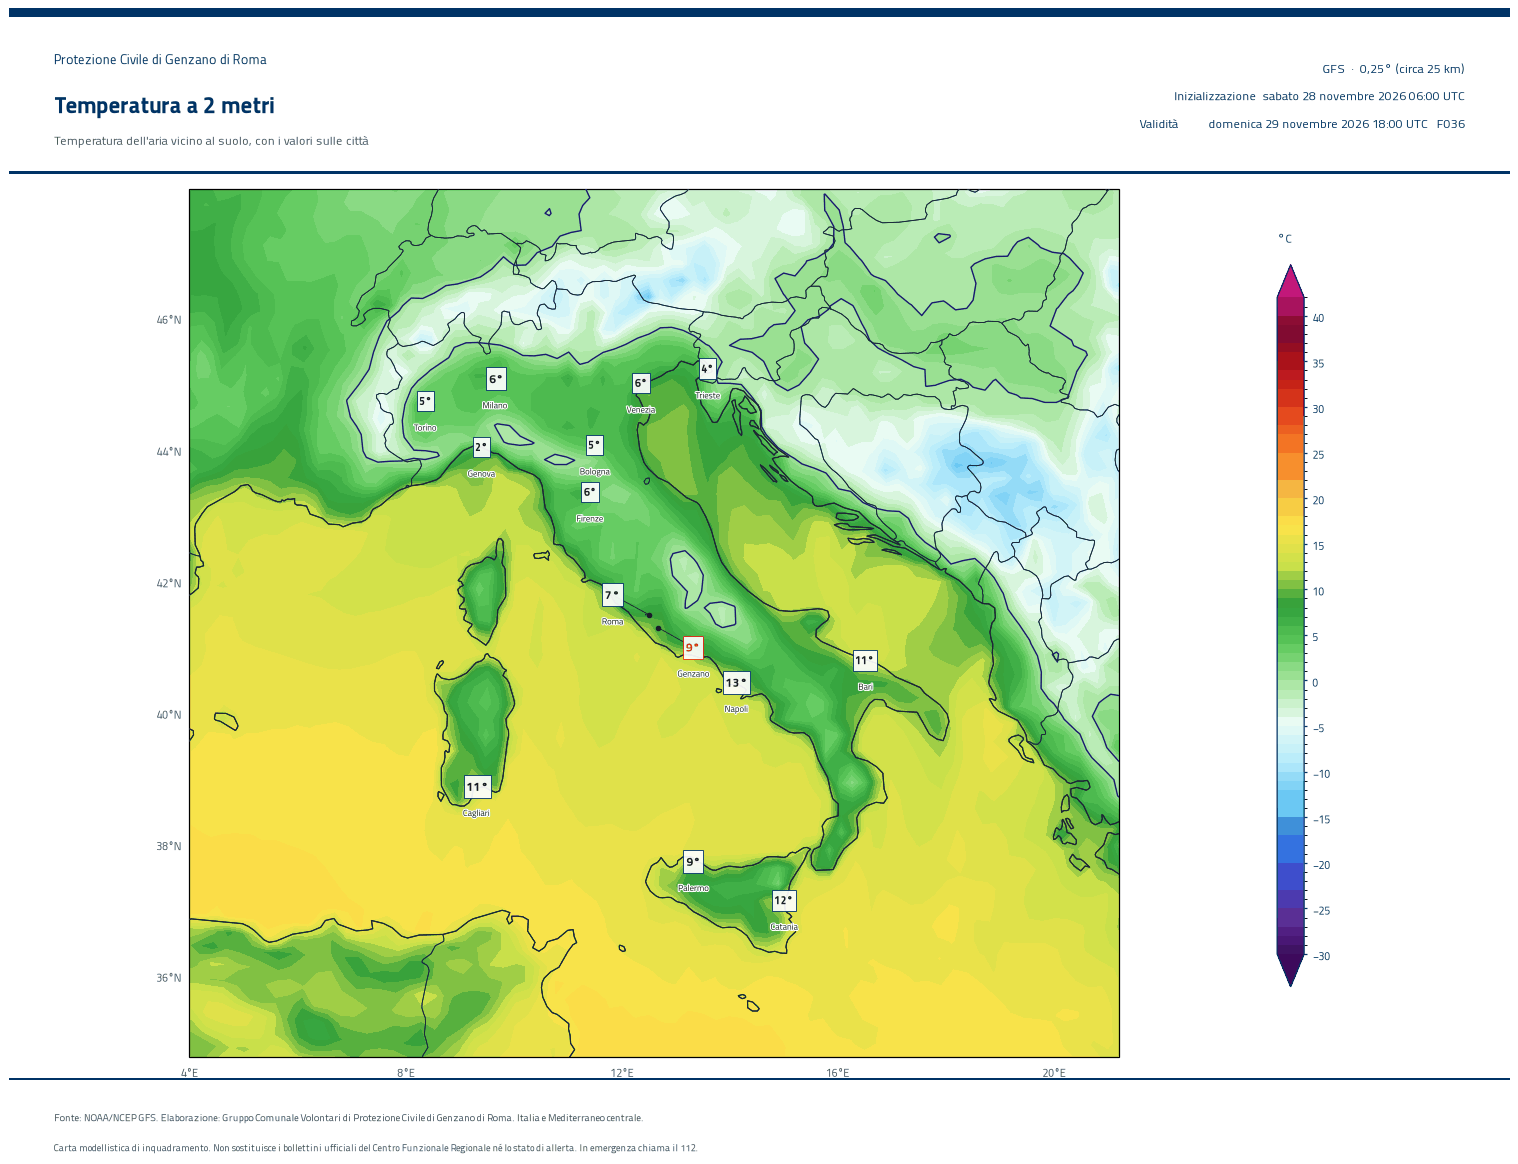 Protezione Civile di Genzano di Roma
Temperatura a 2 metri
Temperatura dell'aria vicino al suolo, con i valori sulle città
GFS · 0,25° (circa 25 km)
Inizializzazione sabato 28 novembre 2026 06:00 UTC
Validità domenica 29 novembre 2026 18:00 UTC F036
°C
40
35
30
25
20
15
10
5
0
−5
−10
−15
−20
−25
−30
46°N
44°N
42°N
40°N
38°N
36°N
4°E
8°E
12°E
16°E
20°E
4°
Trieste
6°
Milano
6°
Venezia
5°
Torino
2°
Genova
5°
Bologna
6°
Firenze
7°
Roma
9°
Genzano
11°
Bari
13°
Napoli
11°
Cagliari
9°
Palermo
12°
Catania
Fonte: NOAA/NCEP GFS. Elaborazione: Gruppo Comunale Volontari di Protezione Civile di Genzano di Roma. Italia e Mediterraneo centrale.
Carta modellistica di inquadramento. Non sostituisce i bollettini ufficiali del Centro Funzionale Regionale né lo stato di allerta. In emergenza chiama il 112.